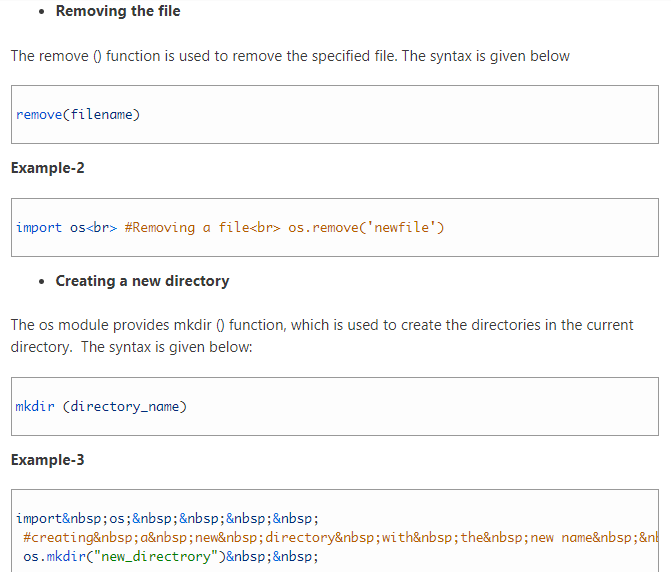 • Removing the file
The remove () function is used to remove the specified file. The syntax is given below
remove(filename)
Example-2
import os<br> #Removing a file<br> os.remove('newfile')
• Creating a new directory
The os module provides mkdir () function, which is used to create the directories in the current
directory.  The syntax is given below:
mkdir (directory_name)
Example-3
import&nbsp;os;&nbsp;&nbsp;&nbsp;&nbsp;
#creating&nbsp;a&nbsp;new&nbsp;directory&nbsp;with&nbsp;the&nbsp;new name&nbsp;&nl
os.mkdir("new_directrory")&nbsp;&nbsp;